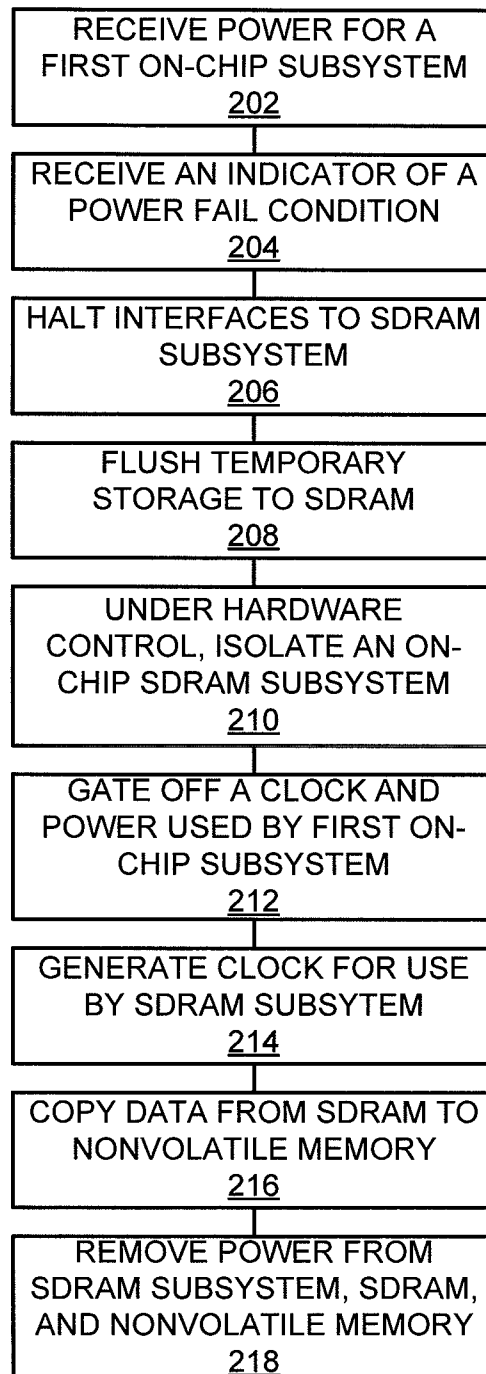 RECEIVE POWER FOR A
FIRST ON-CHIP SUBSYSTEM
202
RECEIVE AN INDICATOR OF A
POWER FAIL CONDITION
204
HALT INTERFACES TO SDRAM
SUBSYSTEM
206
FLUSH TEMPORARY
STORAGE TO SDRAM
208
UNDER HARDWARE
CONTROL, ISOLATE AN ON-
CHIP SDRAM SUBSYSTEM
210
GATE OFF A CLOCK AND
POWER USED BY FIRST ON-
CHIP SUBSYSTEM
212
GENERATE CLOCK FOR USE
BY SDRAM SUBSYTEM
214
COPY DATA FROM SDRAM TO
NONVOLATILE MEMORY
216
REMOVE POWER FROM
SDRAM SUBSYSTEM, SDRAM,
AND NONVOLATILE MEMORY
218